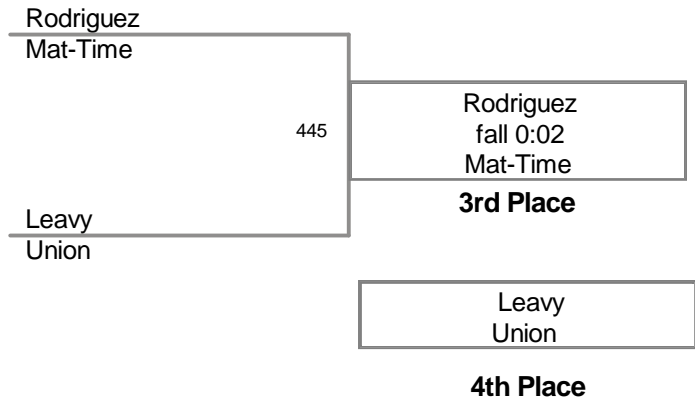 Rodriguez
Mat-Time
445
Rodriguez
fall 0:02
Mat-Time
3rd Place
Leavy
Union
Leavy
Union
4th Place